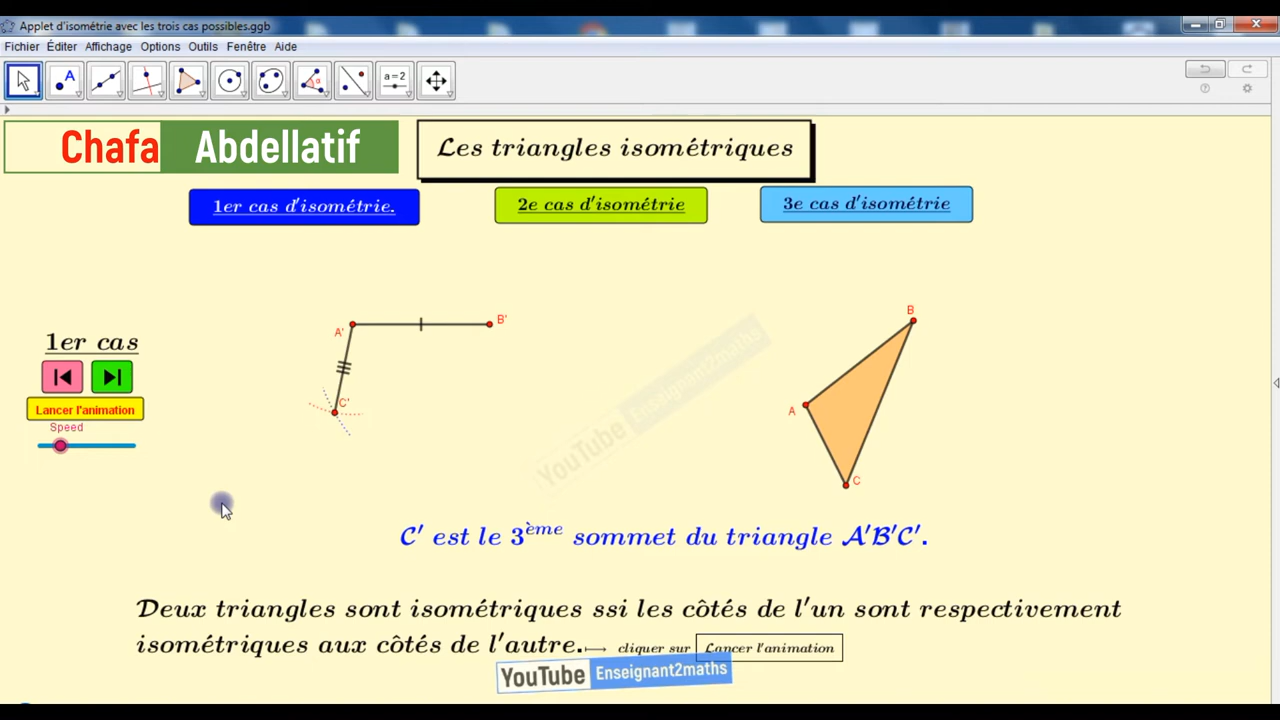 Applet d'isométrie avec les trois cas possibles.ggb
Fichier Éditer Affichage Options Outils Fenêtre Aide
A α a=2
Chafa Abdellatif
Les triangles isométriques
1er cas d'isométrie. 2e cas d'isométrie 3e cas d'isométrie
B
A' B'
1er cas
Lancer l'animation
C'
A
Speed
YouTube Enseignant2maths
C
C' est le 3ème sommet du triangle A'B'C'.
Deux triangles sont isométriques ssi les côtés de l'un sont respectivement
isométriques aux côtés de l'autre.⟼ cliquer sur Lancer l'animation
YouTube Enseignant2maths